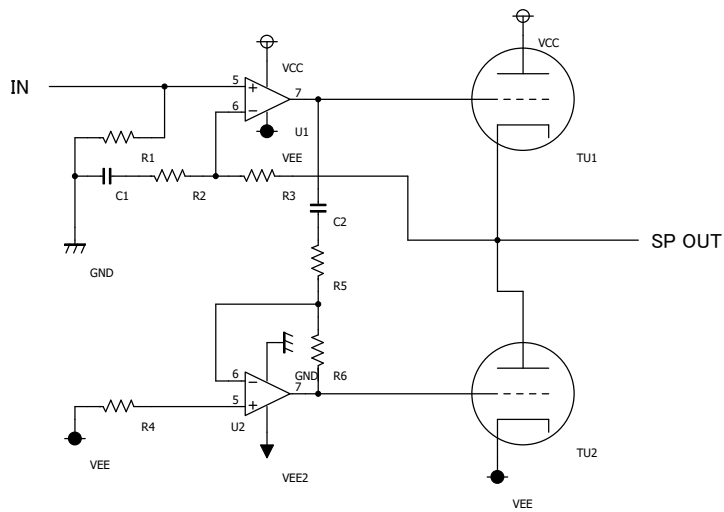 VCC
VCC
IN
5
7
6
U1
R1
VEE
TU1
C1
R2
R3
C2
SP OUT
GND
R5
6
GND
R6
7
5
R4
U2
TU2
VEE
VEE2
VEE